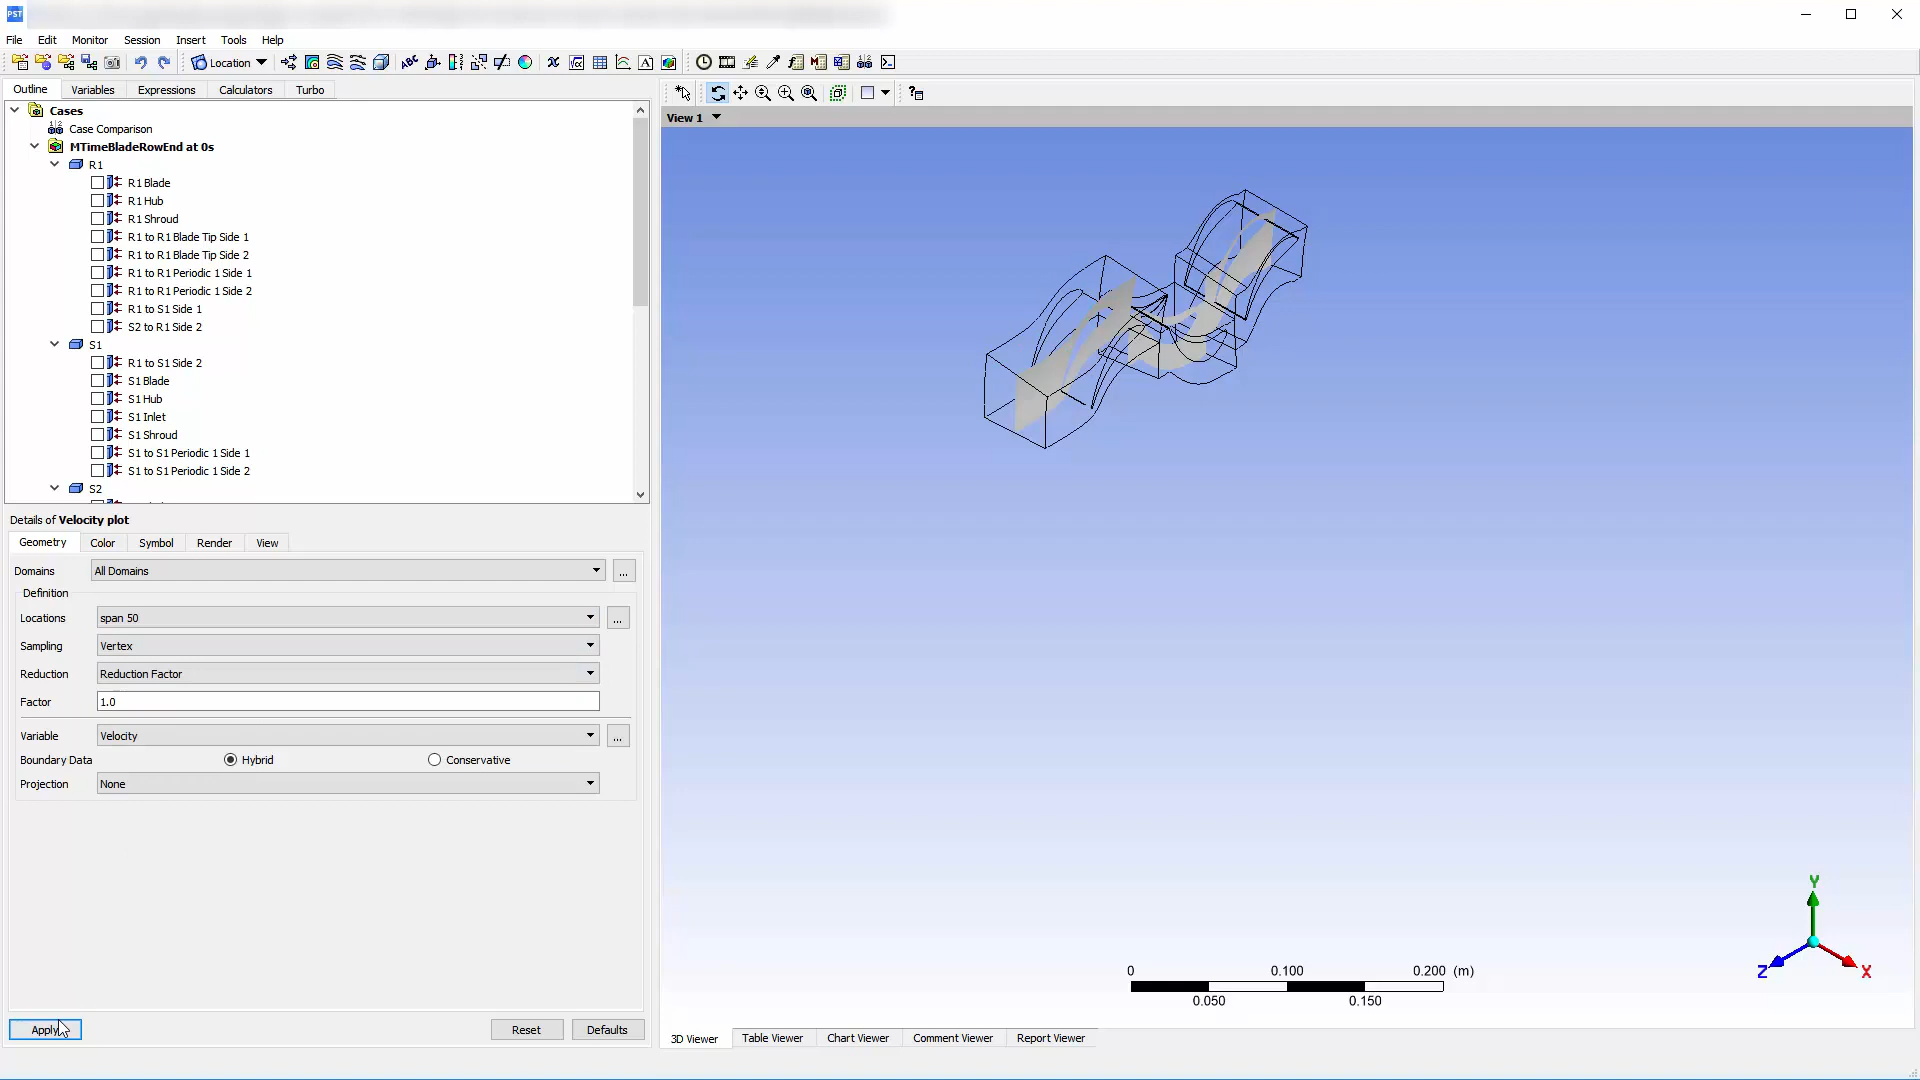 PST
File Edit Monitor Session Insert Tools Help
Location
Outline Variables Expressions Calculators Turbo
Cases
Case Comparison
MTimeBladeRowEnd at 0s
R1
R1 Blade
R1 Hub
R1 Shroud
R1 to R1 Blade Tip Side 1
R1 to R1 Blade Tip Side 2
R1 to R1 Periodic 1 Side 1
R1 to R1 Periodic 1 Side 2
R1 to S1 Side 1
S2 to R1 Side 2
S1
R1 to S1 Side 2
S1 Blade
S1 Hub
S1 Inlet
S1 Shroud
S1 to S1 Periodic 1 Side 1
S1 to S1 Periodic 1 Side 2
S2
Details of Velocity plot
Geometry Color Symbol Render View
Domains All Domains ...
Definition
Locations span 50 ...
Sampling Vertex
Reduction Reduction Factor
Factor 1.0
Variable Velocity ...
Boundary Data Hybrid Conservative
Projection None
Apply Reset Defaults
View 1
Y
Z X
0 0.100 0.200 (m)
0.050 0.150
3D Viewer Table Viewer Chart Viewer Comment Viewer Report Viewer